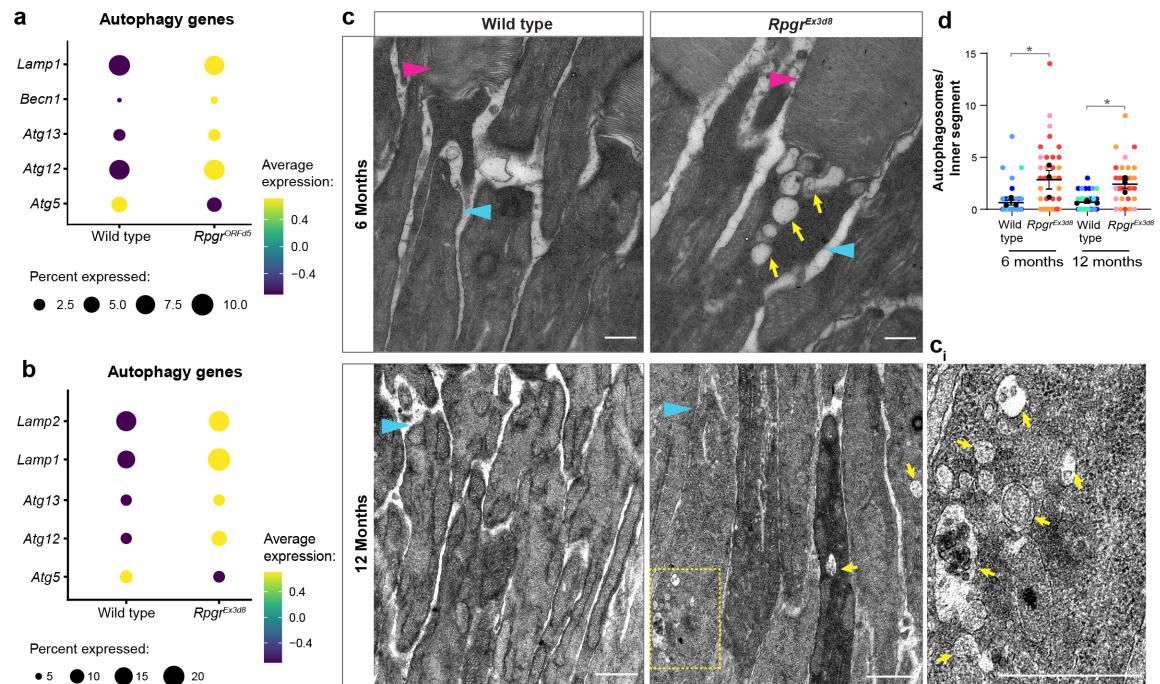 a
Autophagy genes
Lamp1
Becn1
Atg13
Atg12
Atg5
Wild type
Rpgr^ORFd5
Average
expression:
0.4
0.0
−0.4
Percent expressed:
2.5
5.0
7.5
10.0
b
Autophagy genes
Lamp2
Lamp1
Atg13
Atg12
Atg5
Wild type
Rpgr^Ex3d8
Average
expression:
0.4
0.0
−0.4
Percent expressed:
5
10
15
20
c
Wild type
Rpgr^Ex3d8
6 Months
12 Months
d
Autophagosomes/
Inner segment
15
10
5
0
*
*
Wild
type
Rpgr^Ex3d8
Wild
type
Rpgr^Ex3d8
6 months
12 months
c_i